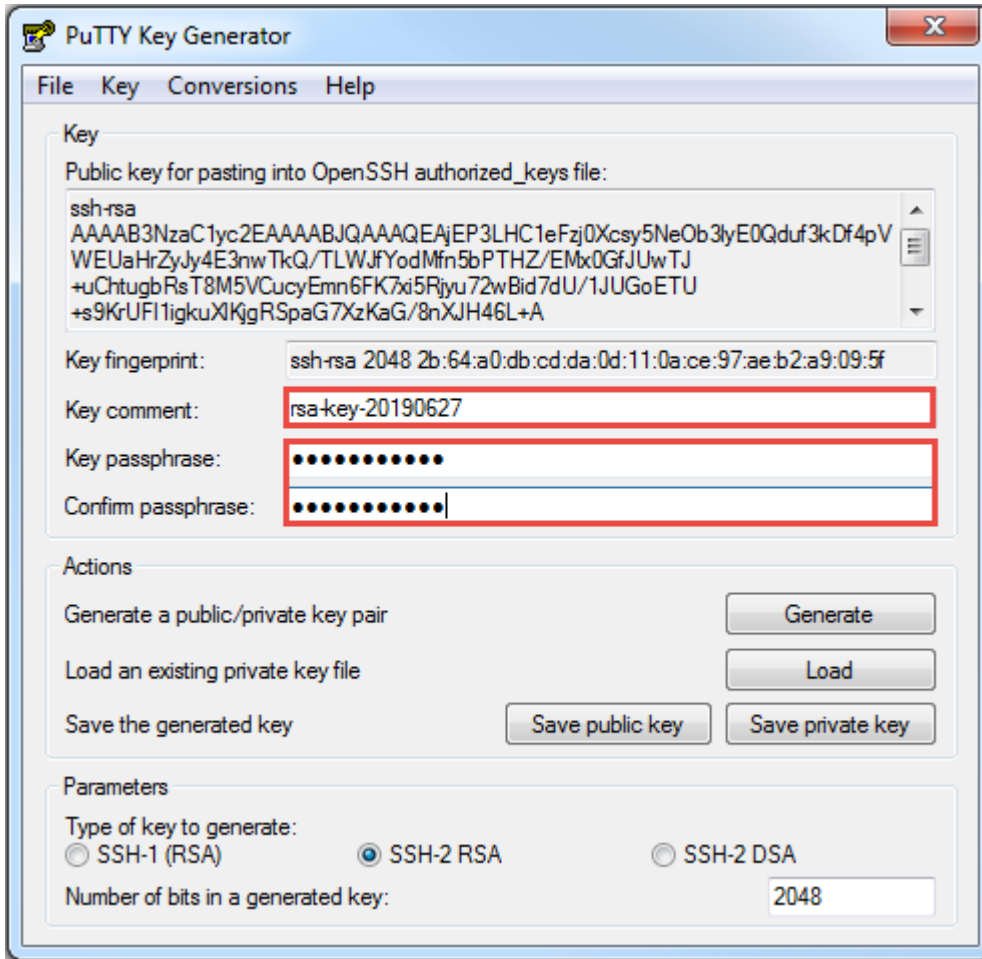 PuTTY Key Generator
File Key Conversions Help
Key
Public key for pasting into OpenSSH authorized_keys file:
ssh-rsa
AAAAB3NzaC1yc2EAAAABJQAAAQEAjEP3LHC1eFzj0Xcsy5NeOb3lyE0Qduf3kDf4pV
WEUaHrZyJy4E3nwTkQ/TLWJfYodMfn5bPTHZ/EMx0GfJUwTJ
+uChtugbRsT8M5VCucyEmn6FK7xi5Rjyu72wBid7dU/1JUGoETU
+s9KrUFI1igkuXlKjgRSpaG7XzKaG/8nXJH46L+A
Key fingerprint: ssh-rsa 2048 2b:64:a0:db:cd:da:0d:11:0a:ce:97:ae:b2:a9:09:5f
Key comment: rsa-key-20190627
Key passphrase: ●●●●●●●●●●●
Confirm passphrase: ●●●●●●●●●●●
Actions
Generate a public/private key pair Generate
Load an existing private key file Load
Save the generated key Save public key Save private key
Parameters
Type of key to generate:
SSH-1 (RSA) SSH-2 RSA SSH-2 DSA
Number of bits in a generated key: 2048